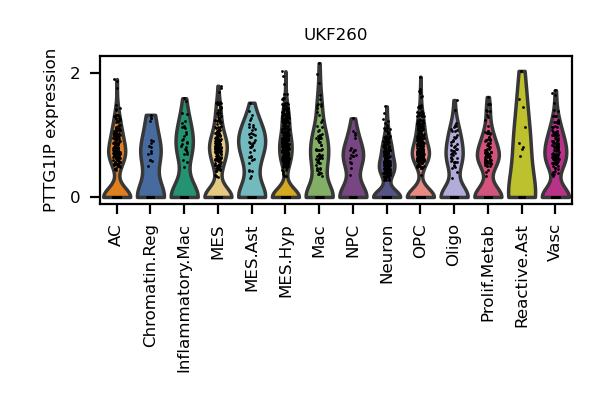 UKF260
PTTG1IP expression
2
0
AC
Chromatin.Reg
Inflammatory.Mac
MES
MES.Ast
MES.Hyp
Mac
NPC
Neuron
OPC
Oligo
Prolif.Metab
Reactive.Ast
Vasc